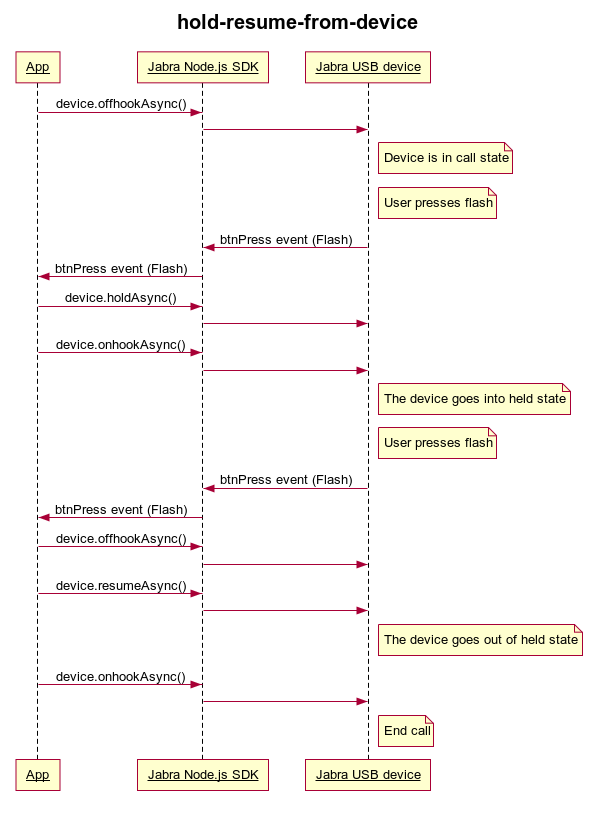 hold-resume-from-device
App
Jabra Node.js SDK
Jabra USB device
device.offhookAsync()
Device is in call state
User presses flash
btnPress event (Flash)
btnPress event (Flash)
device.holdAsync()
device.onhookAsync()
The device goes into held state
User presses flash
btnPress event (Flash)
btnPress event (Flash)
device.offhookAsync()
device.resumeAsync()
The device goes out of held state
device.onhookAsync()
End call
App
Jabra Node.js SDK
Jabra USB device